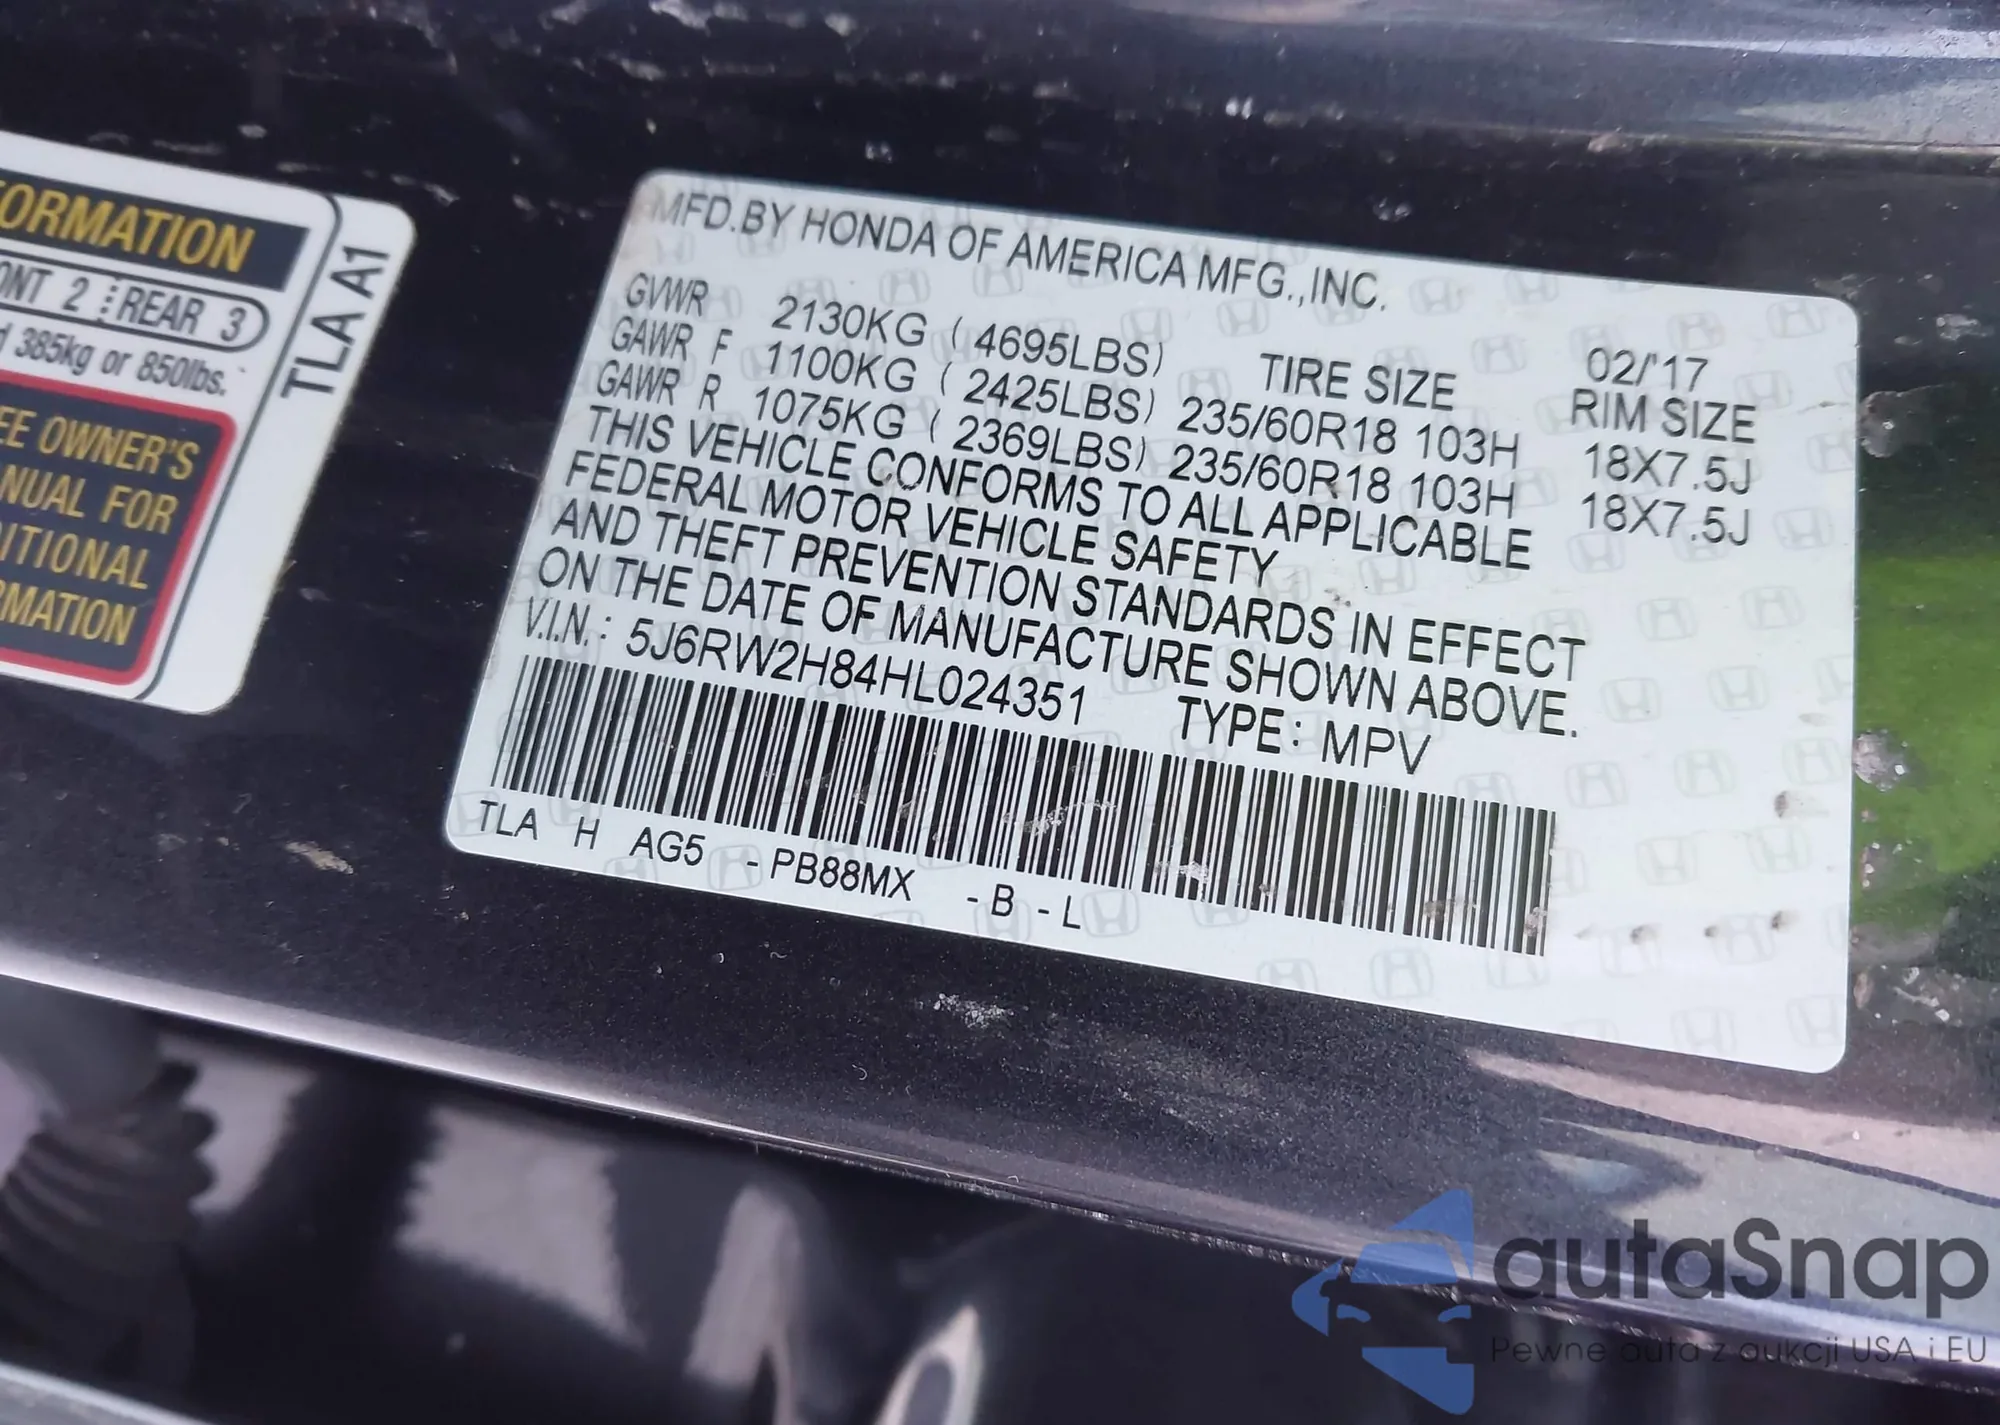 ORMATION
ONT 2 REAR 3
385kg or 850lbs.
EE OWNER'S
NUAL FOR
ITIONAL
RMATION
TLA A1
MFD.BY HONDA OF AMERICA MFG.,INC.
GVWR 2130KG ( 4695LBS) 02/'17
GAWR F 1100KG ( 2425LBS) TIRE SIZE RIM SIZE
235/60R18 103H 18X7.5J
GAWR R 1075KG ( 2369LBS) 235/60R18 103H 18X7.5J
THIS VEHICLE CONFORMS TO ALL APPLICABLE
FEDERAL MOTOR VEHICLE SAFETY
AND THEFT PREVENTION STANDARDS IN EFFECT
ON THE DATE OF MANUFACTURE SHOWN ABOVE.
V.I.N.: 5J6RW2H84HL024351 TYPE: MPV
TLA H AG5 -PB88MX -B -L
autaSnap
Pewne auta z aukcji USA i EU